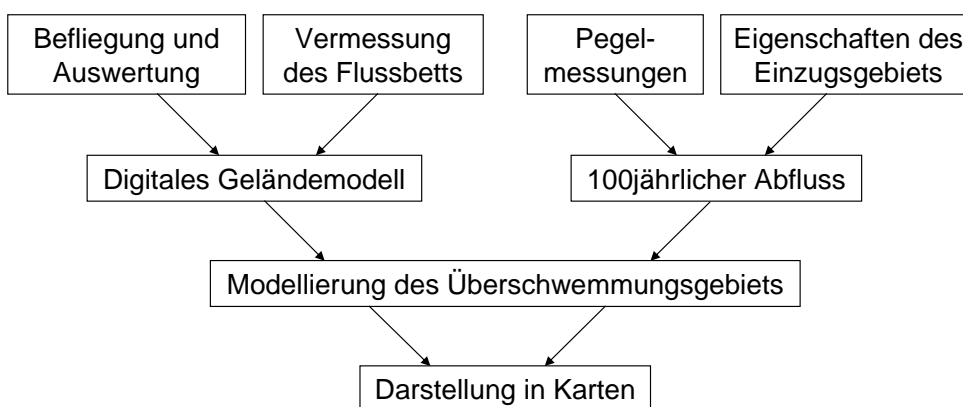 Befliegung und
Auswertung
Vermessung
des Flussbetts
Pegel-
messungen
Eigenschaften des
Einzugsgebiets
Digitales Geländemodell
100jährlicher Abfluss
Modellierung des Überschwemmungsgebiets
Darstellung in Karten